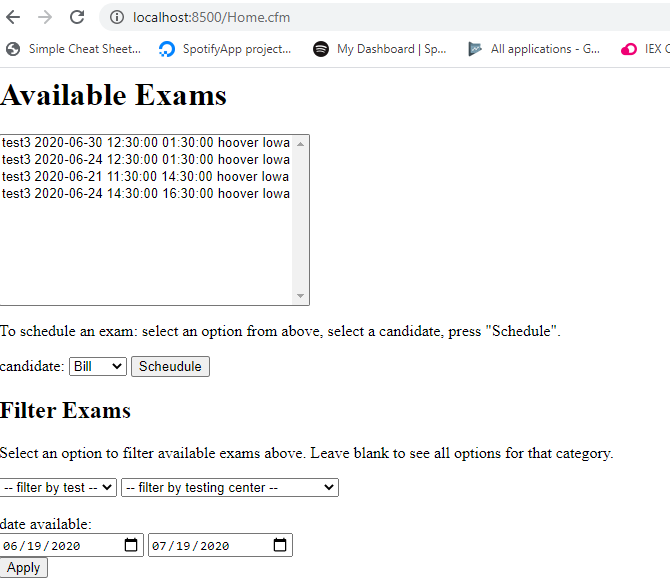 localhost:8500/Home.cfm
Simple Cheat Sheet... SpotifyApp project... My Dashboard | Sp... All applications - G... IEX C
Available Exams
test3 2020-06-30 12:30:00 01:30:00 hoover Iowa
test3 2020-06-24 12:30:00 01:30:00 hoover Iowa
test3 2020-06-21 11:30:00 14:30:00 hoover Iowa
test3 2020-06-24 14:30:00 16:30:00 hoover Iowa
To schedule an exam: select an option from above, select a candidate, press "Schedule".
candidate: Bill Scheudule
Filter Exams
Select an option to filter available exams above. Leave blank to see all options for that category.
-- filter by test -- -- filter by testing center --
date available:
06/19/2020 07/19/2020
Apply